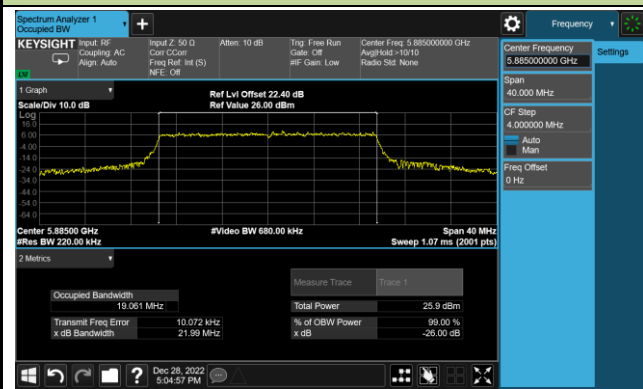 Spectrum Analyzer 1
Occupied BW
Frequency
KEYSIGHT
Input: RF
Coupling: AC
Align: Auto
Input Z: 50 Ω
Corr CCorr
Freq Ref: Int (S)
NFE: Off
Atten: 10 dB
Trig: Free Run
Gate: Off
#IF Gain: Low
Center Freq: 5.885000000 GHz
Avg|Hold:>10/10
Radio Std: None
Center Frequency
5.885000000 GHz
Settings
Span
40.000 MHz
CF Step
4.000000 MHz
Auto
Man
Freq Offset
0 Hz
1 Graph
Scale/Div 10.0 dB
Ref Lvl Offset 22.40 dB
Ref Value 26.00 dBm
Log
16.0
6.00
-4.00
-14.0
-24.0
-34.0
-44.0
-54.0
-64.0
Center 5.88500 GHz
#Res BW 220.00 kHz
#Video BW 680.00 kHz
Span 40 MHz
Sweep 1.07 ms (2001 pts)
2 Metrics
Measure Trace
Trace 1
Occupied Bandwidth
19.061 MHz
Total Power
25.9 dBm
Transmit Freq Error
10.072 kHz
% of OBW Power
99.00 %
x dB Bandwidth
21.99 MHz
x dB
-26.00 dB
?
Dec 28, 2022
5:04:57 PM